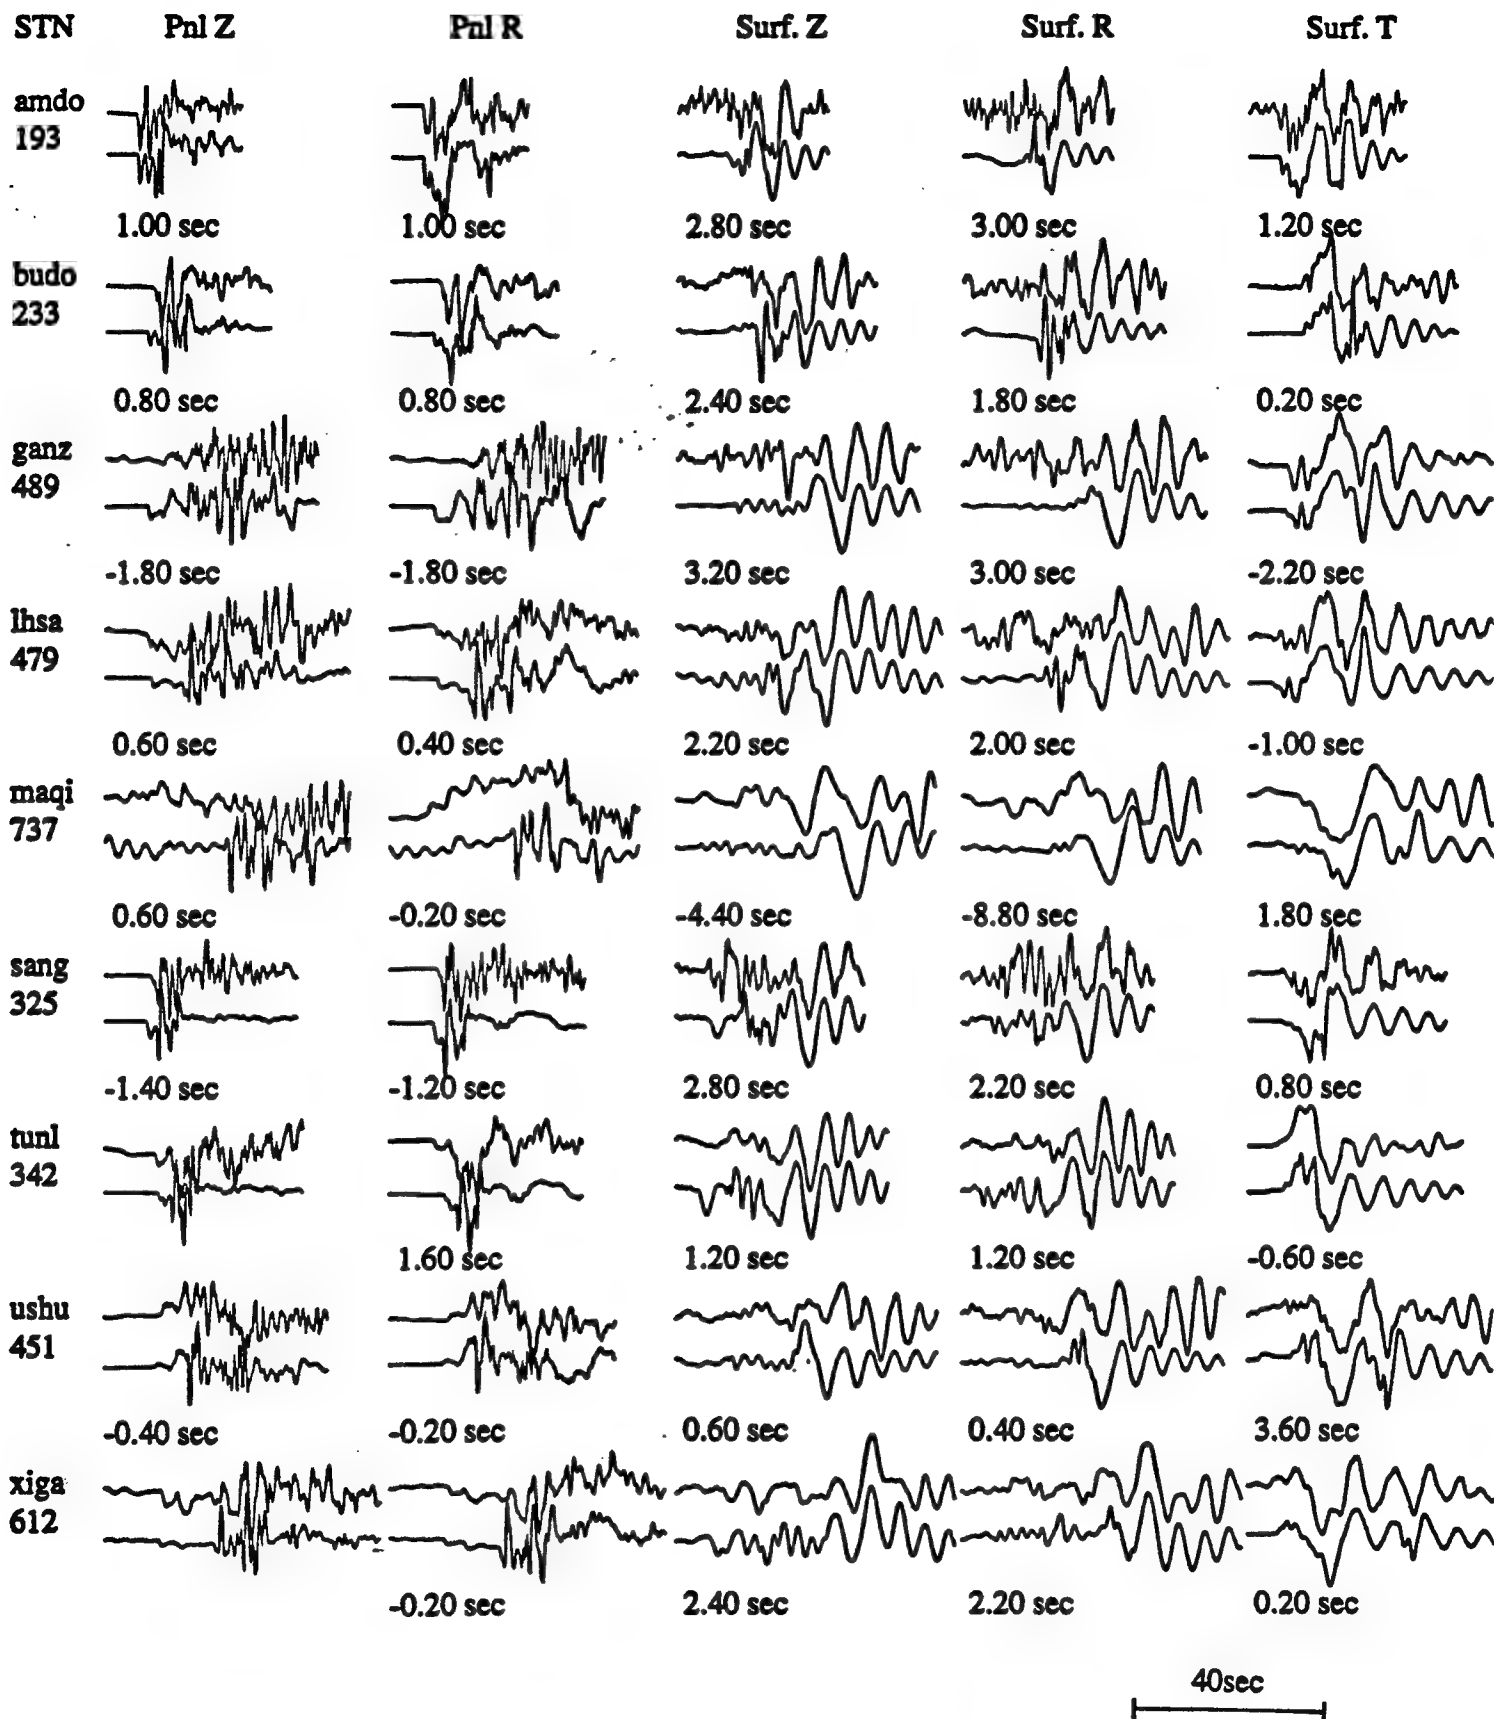 STN Pnl Z Pnl R Surf. Z Surf. R Surf. T
amdo
193
1.00 sec 1.00 sec 2.80 sec 3.00 sec 1.20 sec
budo
233
0.80 sec 0.80 sec 2.40 sec 1.80 sec 0.20 sec
ganz
489
-1.80 sec -1.80 sec 3.20 sec 3.00 sec -2.20 sec
lhsa
479
0.60 sec 0.40 sec 2.20 sec 2.00 sec -1.00 sec
maqi
737
0.60 sec -0.20 sec -4.40 sec -8.80 sec 1.80 sec
sang
325
-1.40 sec -1.20 sec 2.80 sec 2.20 sec 0.80 sec
tunl
342
1.60 sec 1.20 sec 1.20 sec -0.60 sec
ushu
451
-0.40 sec -0.20 sec 0.60 sec 0.40 sec 3.60 sec
xiga
612
-0.20 sec 2.40 sec 2.20 sec 0.20 sec
40sec